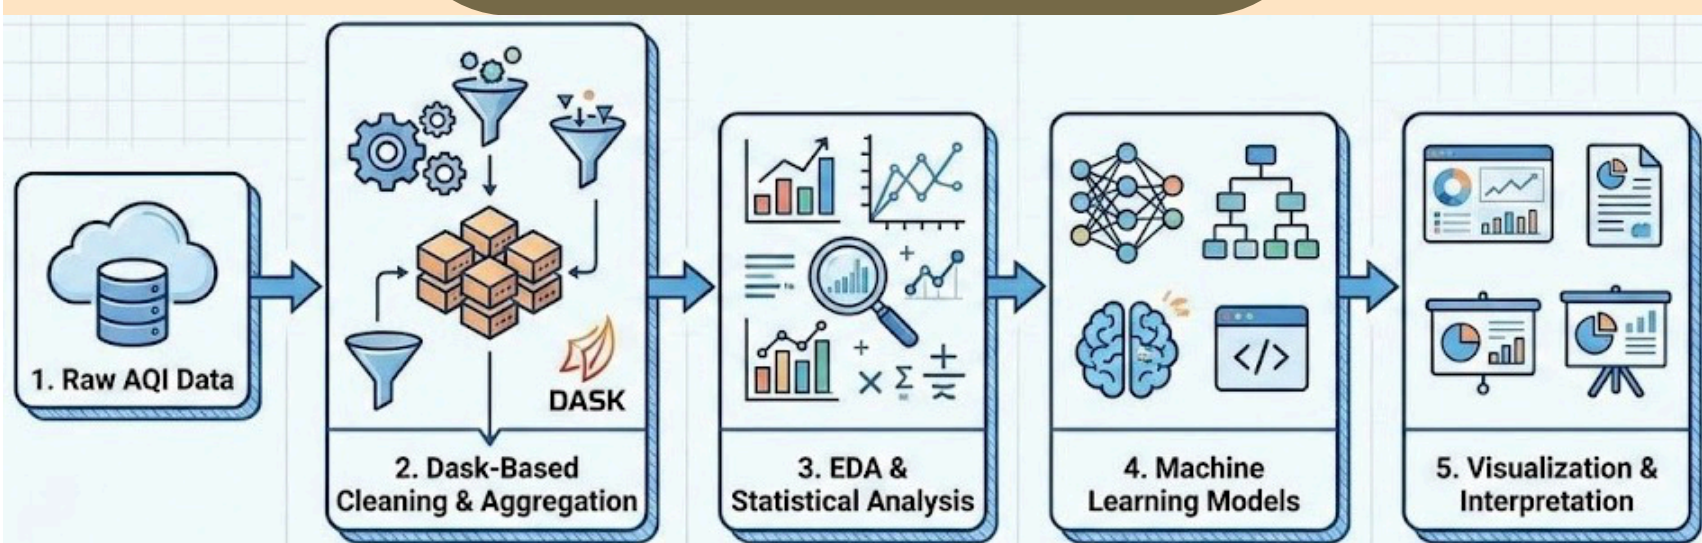 1. Raw AQI Data
DASK
2. Dask-Based
Cleaning & Aggregation
3. EDA &
Statistical Analysis
</>
4. Machine
Learning Models
5. Visualization &
Interpretation